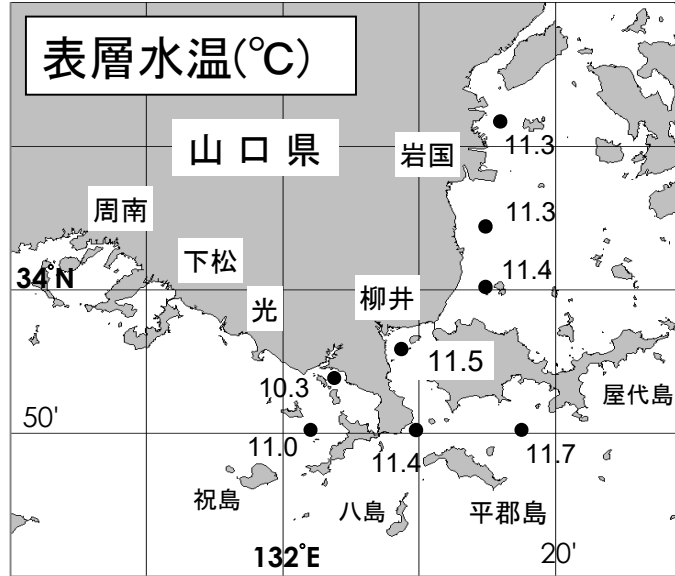 表層水温(℃)
山口県
岩国
11.3
周南
11.3
下松
34°N
11.4
光
柳井
11.5
10.3
屋代島
50'
11.0
11.4
11.7
祝島
八島
平郡島
132°E
20'